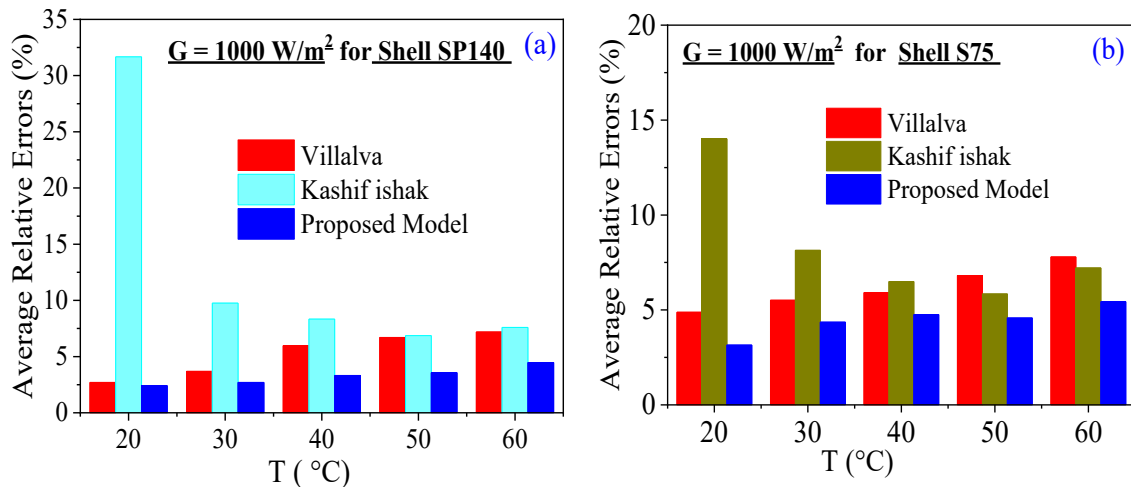 G = 1000 W/m² for Shell SP140 (a)
Average Relative Errors (%)
35
30
25
20
15
10
5
0
Villalva
Kashif ishak
Proposed Model
20 30 40 50 60
T ( °C)
G = 1000 W/m² for Shell S75 (b)
Average Relative Errors (%)
20
15
10
5
0
Villalva
Kashif ishak
Proposed Model
20 30 40 50 60
T (°C)